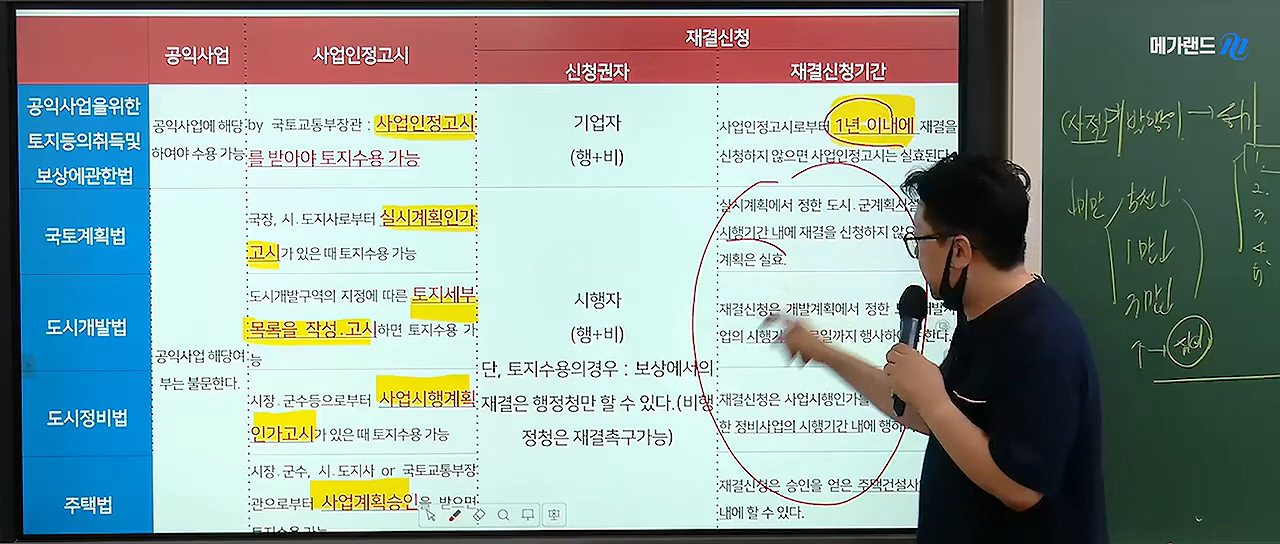 메가랜드
공익사업
사업인정고시
재결신청
신청권자
재결신청기간
공익사업을위한
토지등의취득및
보상에관한법
공익사업에 해당
하여야 수용 가능
by 국토교통부장관 : 사업인정고시
를 받아야 토지수용 가능
기업자
(행+비)
사업인정고시로부터 1년 이내에 재결을
신청하지 않으면 사업인정고시는 실효된다
국토계획법
국장, 시.도지사로부터 실시계획인가
고시가 있은 때 토지수용 가능
실시계획에서 정한 도시.군계획시설
시행기간 내에 재결을 신청하지 않으
계획은 실효.
도시개발법
도시개발구역의 지정에 따른 토지세부
목록을 작성.고시하면 토지수용 가
능
공익사업 해당여
부는 불문한다.
시행자
(행+비)
단, 토지수용의경우 : 보상에서의
재결은 행정청만 할 수 있다.(비행
정청은 재결촉구가능)
재결신청은 개발계획에서 정한
업의 시행기
일까지 행사하
한다.
도시정비법
시장.군수등으로부터 사업시행계획
인가고시가 있은 때 토지수용 가능
재결신청은 사업시행인가를
한 정비사업의 시행기간 내에 행하
주택법
시장.군수, 시.도지사 or 국토교통부장
관으로부터 사업계획승인을 받으면
토지수용 가능
재결신청은 승인을 얻은 주택건설사
내에 할 수 있다.
1.
2.
3.
4.
5.